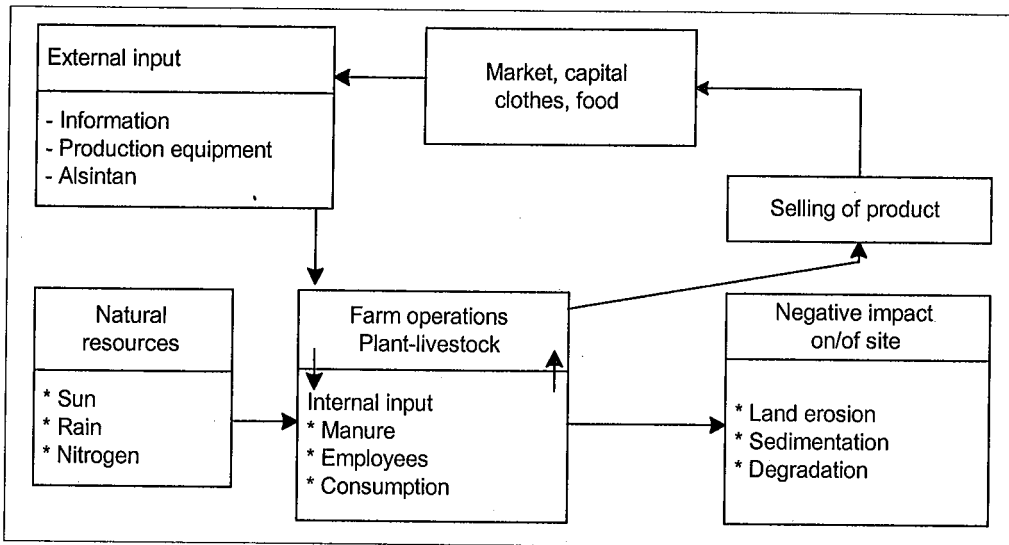 External input
- Information
- Production equipment
- Alsintan
Market, capital
clothes, food
Selling of product
Natural
resources
* Sun
* Rain
* Nitrogen
Farm operations
Plant-livestock
Internal input
* Manure
* Employees
* Consumption
Negative impact
on/of site
* Land erosion
* Sedimentation
* Degradation